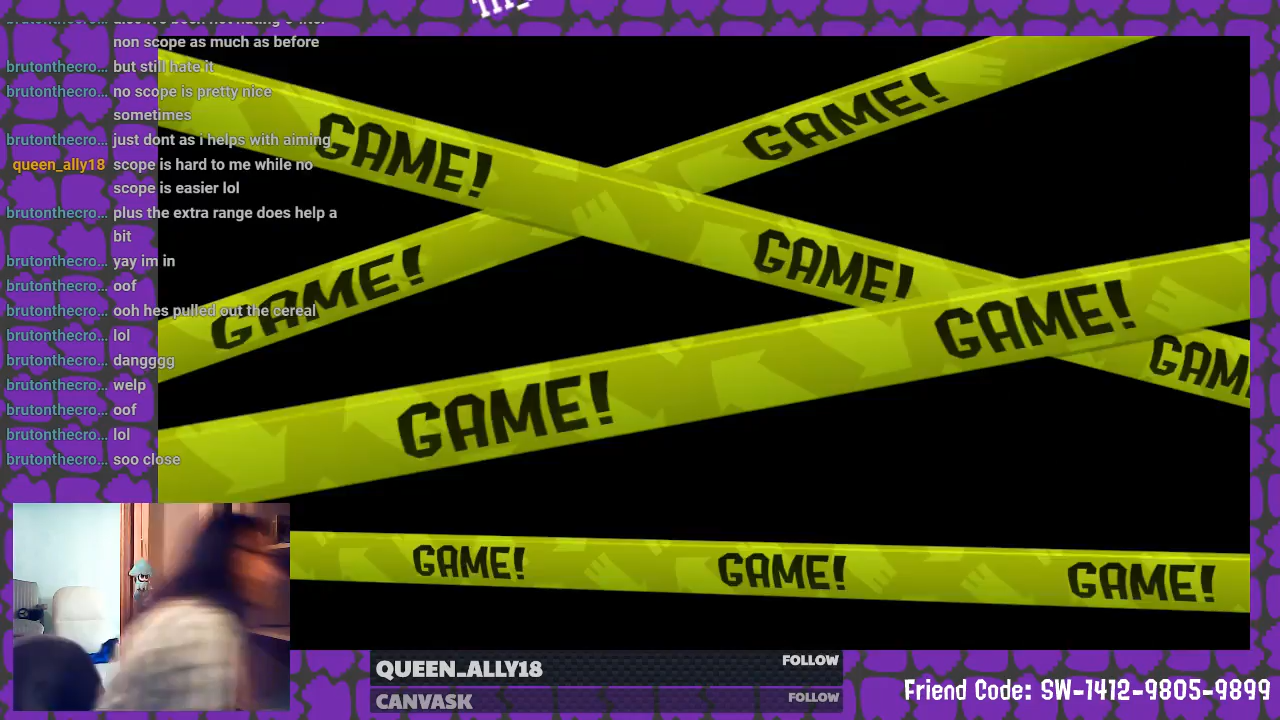 non scope as much as before
brutonthecro… but still hate it
brutonthecro… no scope is pretty nice
sometimes
brutonthecro… just dont as i helps with aiming
queen_ally18 scope is hard to me while no
scope is easier lol
brutonthecro… plus the extra range does help a
bit
brutonthecro… yay im in
brutonthecro… oof
brutonthecro… ooh hes pulled out the cereal
brutonthecro… lol
brutonthecro… dangggg
brutonthecro… welp
brutonthecro… oof
brutonthecro… lol
brutonthecro… soo close
GAME!
GAME!
GAME!
GAME!
GAME!
GAM
GAME!
GAME!
GAME!
GAME!
QUEEN_ALLY18 FOLLOW
CANVASK FOLLOW
Friend Code: SW-1412-9805-9899